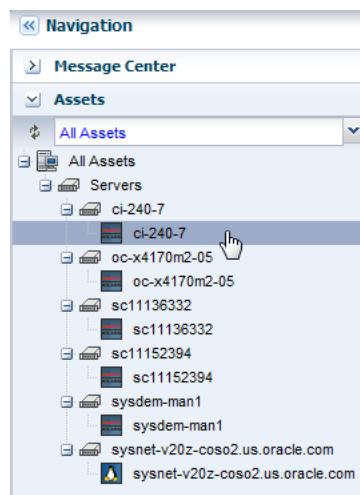 Navigation
Message Center
Assets
All Assets
All Assets
Servers
ci-240-7
ci-240-7
oc-x4170m2-05
oc-x4170m2-05
sc11136332
sc11136332
sc11152394
sc11152394
sysdem-man1
sysdem-man1
sysnet-v20z-coso2.us.oracle.com
sysnet-v20z-coso2.us.oracle.com